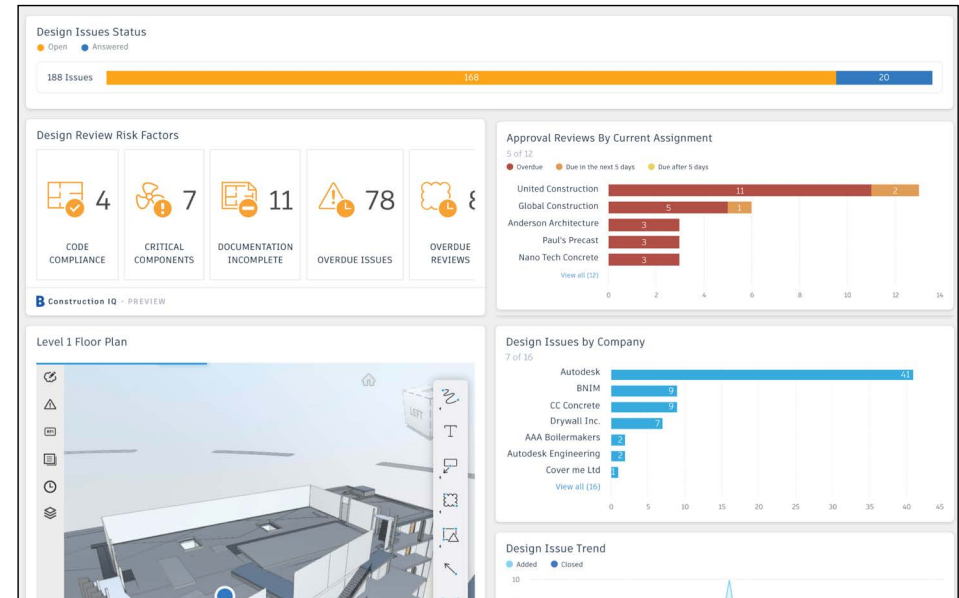 Design Issues Status
Open Answered
188 Issues 168 20
Design Review Risk Factors
4 7 11 78
CODE COMPLIANCE
CRITICAL COMPONENTS
DOCUMENTATION INCOMPLETE
OVERDUE ISSUES
OVERDUE REVIEWS
Construction IQ - PREVIEW
Approval Reviews By Current Assignment
5 of 12
Overdue Due in the next 5 days Due after 5 days
United Construction 11 2
Global Construction 5 1
Anderson Architecture 3
Paul's Precast 3
Nano Tech Concrete 3
View all (12)
0 2 4 6 8 10 12 14
Level 1 Floor Plan
LEFT
T
Design Issues by Company
7 of 16
Autodesk 41
BNIM 9
CC Concrete 9
Drywall Inc. 7
AAA Boilermakers 2
Autodesk Engineering 2
Cover me Ltd 1
View all (16)
0 5 10 15 20 25 30 35 40 45
Design Issue Trend
Added Closed
10